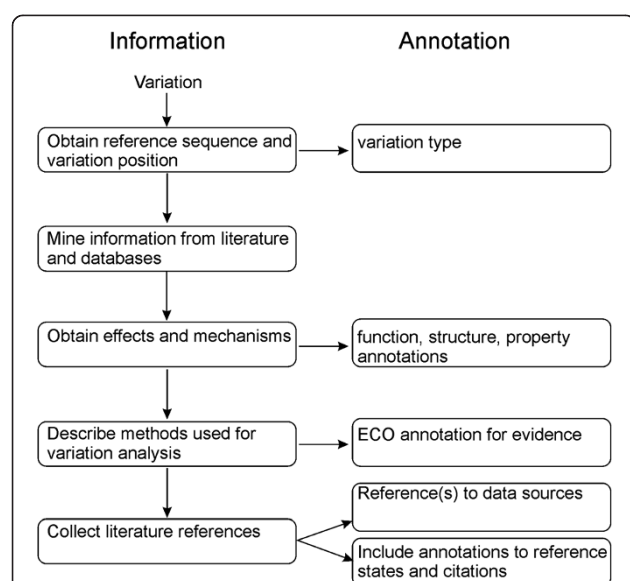 Information
Annotation
Variation
Obtain reference sequence and
variation position
variation type
Mine information from literature
and databases
Obtain effects and mechanisms
function, structure, property
annotations
Describe methods used for
variation analysis
ECO annotation for evidence
Collect literature references
Reference(s) to data sources
Include annotations to reference
states and citations